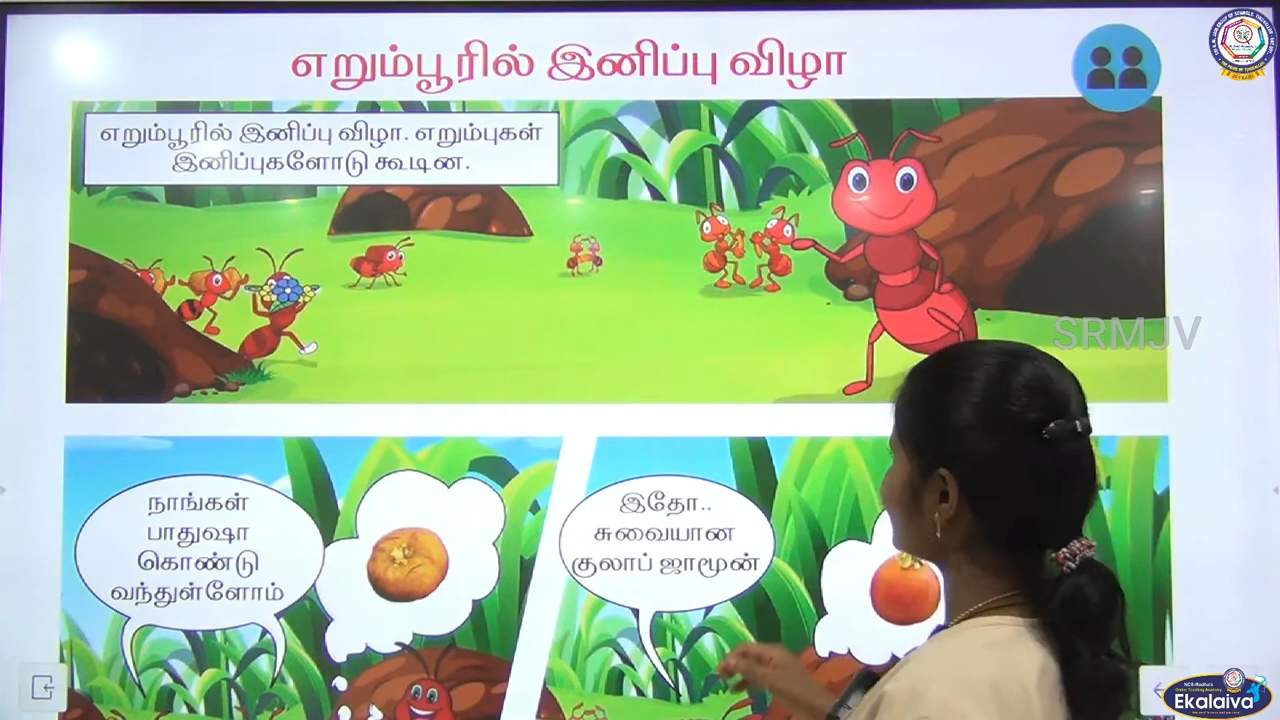 எறும்பூரில் இனிப்பு விழா
எறும்பூரில் இனிப்பு விழா. எறும்புகள்
இனிப்புகளோடு கூடின.
SRMJV
நாங்கள்
பாதுஷா
கொண்டு
வந்துள்ளோம்
இதோ..
சுவையான
குலாப் ஜாமூன்
Ekalaiva